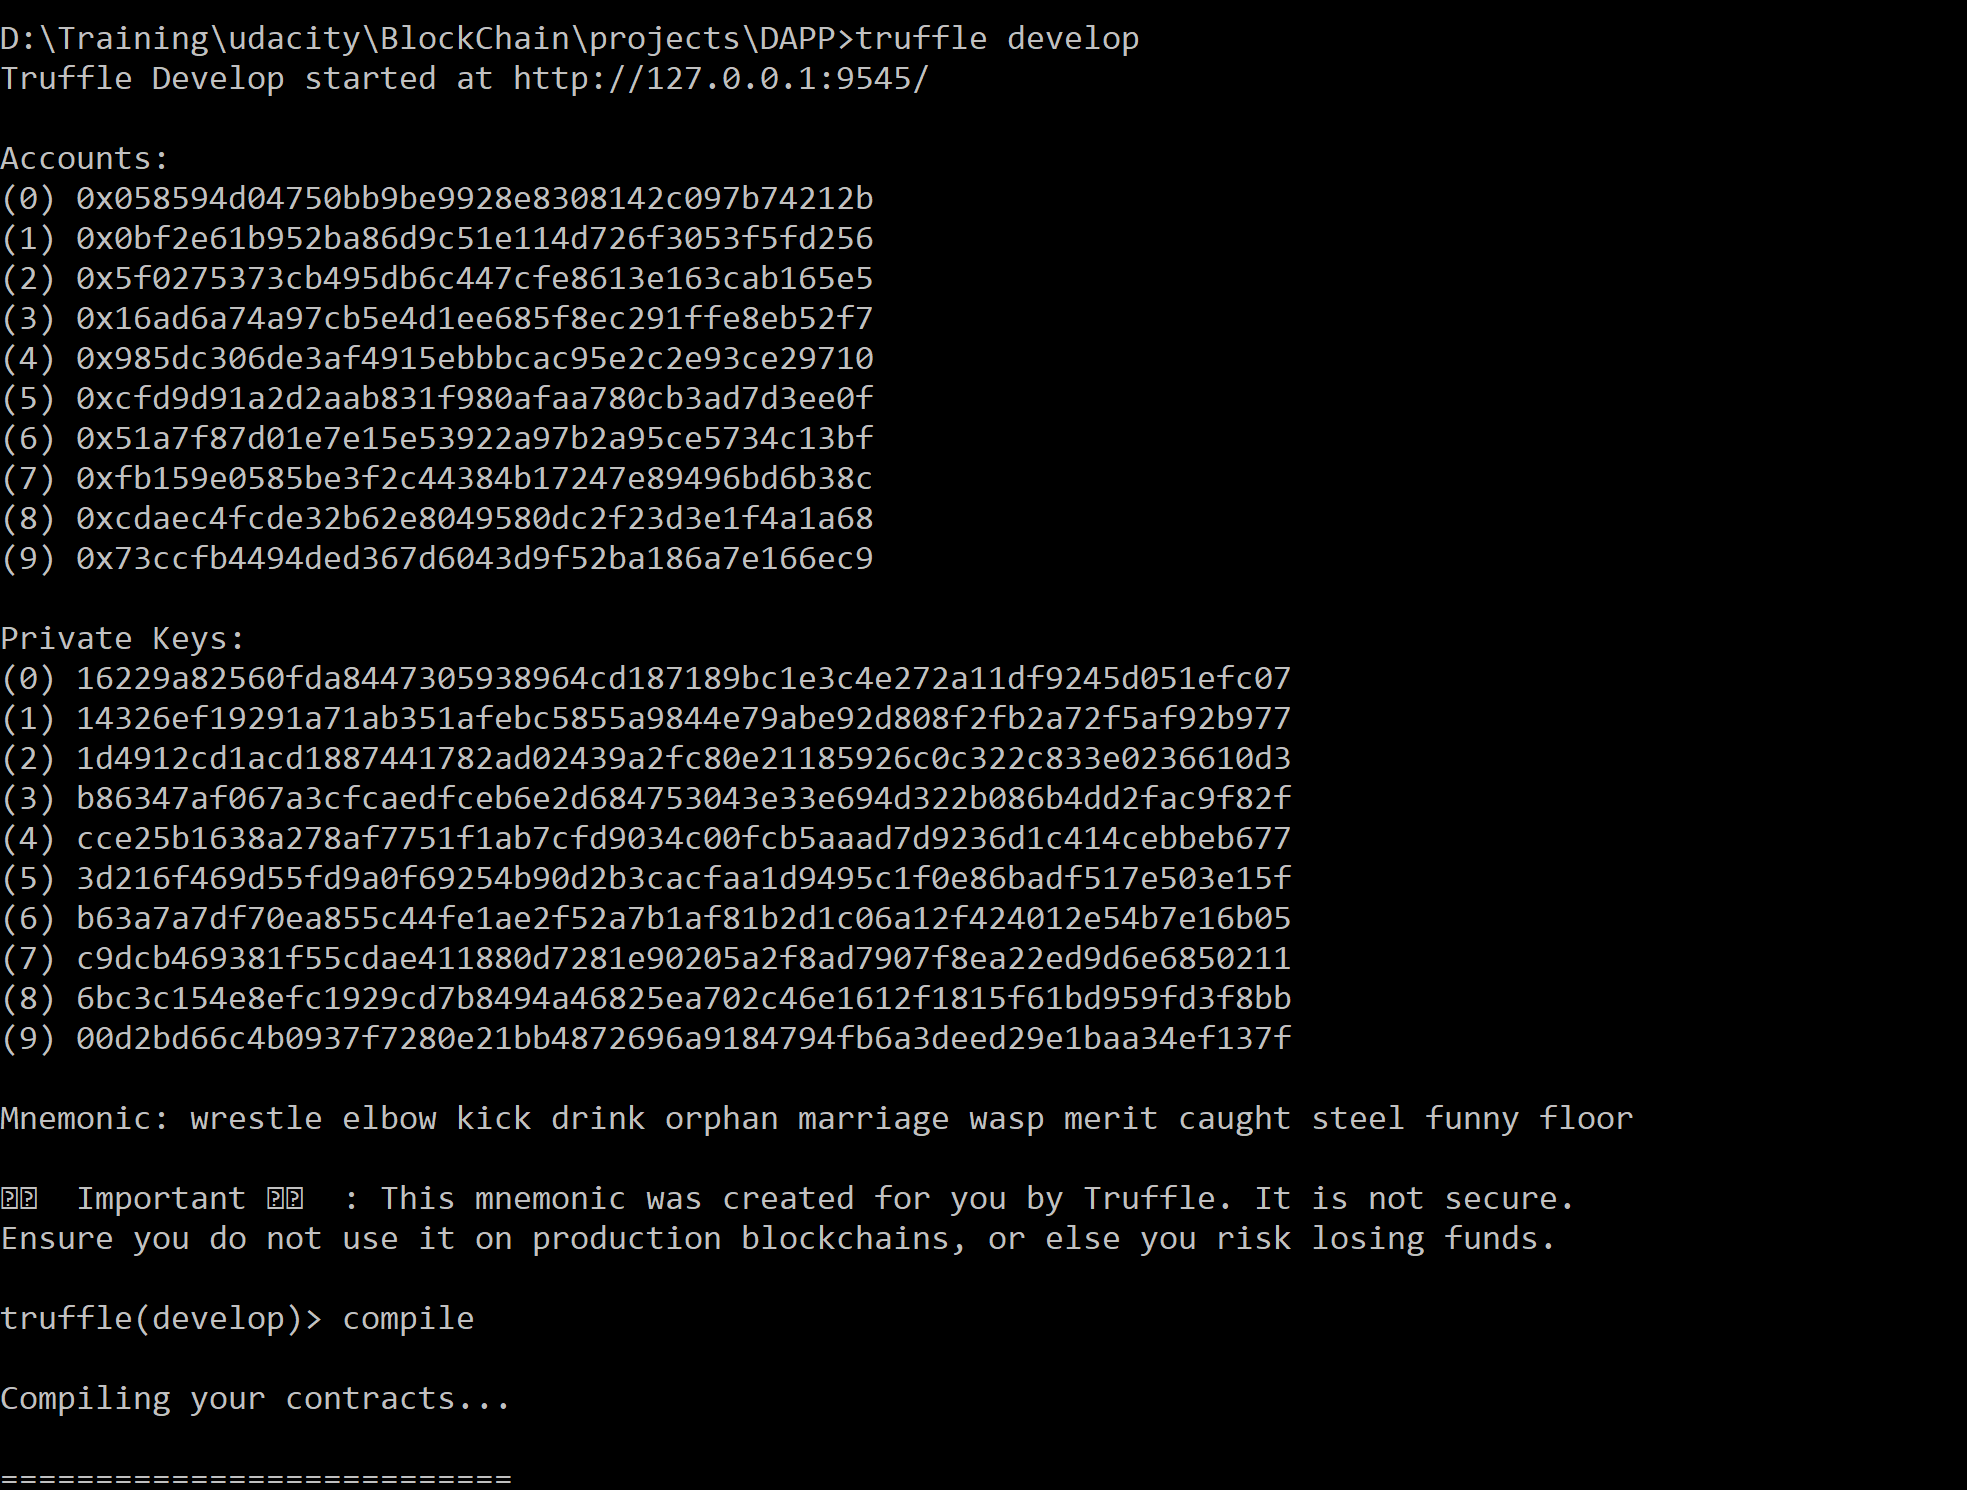 D:\Training\udacity\BlockChain\projects\DAPP>truffle develop
Truffle Develop started at http://127.0.0.1:9545/
Accounts:
(0) 0x058594d04750bb9be9928e8308142c097b74212b
(1) 0x0bf2e61b952ba86d9c51e114d726f3053f5fd256
(2) 0x5f0275373cb495db6c447cfe8613e163cab165e5
(3) 0x16ad6a74a97cb5e4d1ee685f8ec291ffe8eb52f7
(4) 0x985dc306de3af4915ebbbcac95e2c2e93ce29710
(5) 0xcfd9d91a2d2aab831f980afaa780cb3ad7d3ee0f
(6) 0x51a7f87d01e7e15e53922a97b2a95ce5734c13bf
(7) 0xfb159e0585be3f2c44384b17247e89496bd6b38c
(8) 0xcdaec4fcde32b62e8049580dc2f23d3e1f4a1a68
(9) 0x73ccfb4494ded367d6043d9f52ba186a7e166ec9
Private Keys:
(0) 16229a82560fda8447305938964cd187189bc1e3c4e272a11df9245d051efc07
(1) 14326ef19291a71ab351afebc5855a9844e79abe92d808f2fb2a72f5af92b977
(2) 1d4912cd1acd1887441782ad02439a2fc80e21185926c0c322c833e0236610d3
(3) b86347af067a3cfcaedfceb6e2d684753043e33e694d322b086b4dd2fac9f82f
(4) cce25b1638a278af7751f1ab7cfd9034c00fcb5aaad7d9236d1c414cebbeb677
(5) 3d216f469d55fd9a0f69254b90d2b3cacfaa1d9495c1f0e86badf517e503e15f
(6) b63a7a7df70ea855c44fe1ae2f52a7b1af81b2d1c06a12f424012e54b7e16b05
(7) c9dcb469381f55cdae411880d7281e90205a2f8ad7907f8ea22ed9d6e6850211
(8) 6bc3c154e8efc1929cd7b8494a46825ea702c46e1612f1815f61bd959fd3f8bb
(9) 00d2bd66c4b0937f7280e21bb4872696a9184794fb6a3deed29e1baa34ef137f
Mnemonic: wrestle elbow kick drink orphan marriage wasp merit caught steel funny floor
⍰⍰  Important ⍰⍰  : This mnemonic was created for you by Truffle. It is not secure.
Ensure you do not use it on production blockchains, or else you risk losing funds.
truffle(develop)> compile
Compiling your contracts...
===========================